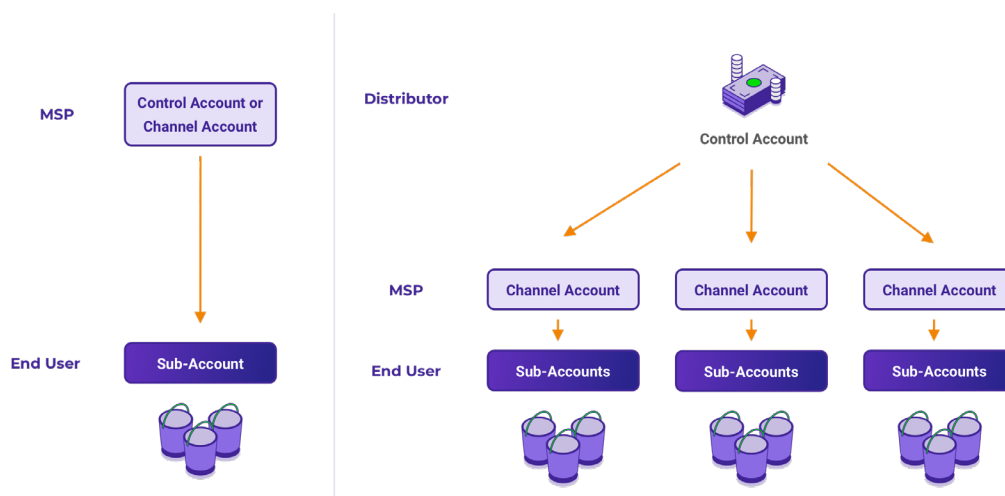 MSP
Control Account or
Channel Account
End User
Sub-Account
Distributor
Control Account
MSP
Channel Account
Channel Account
Channel Account
End User
Sub-Accounts
Sub-Accounts
Sub-Accounts